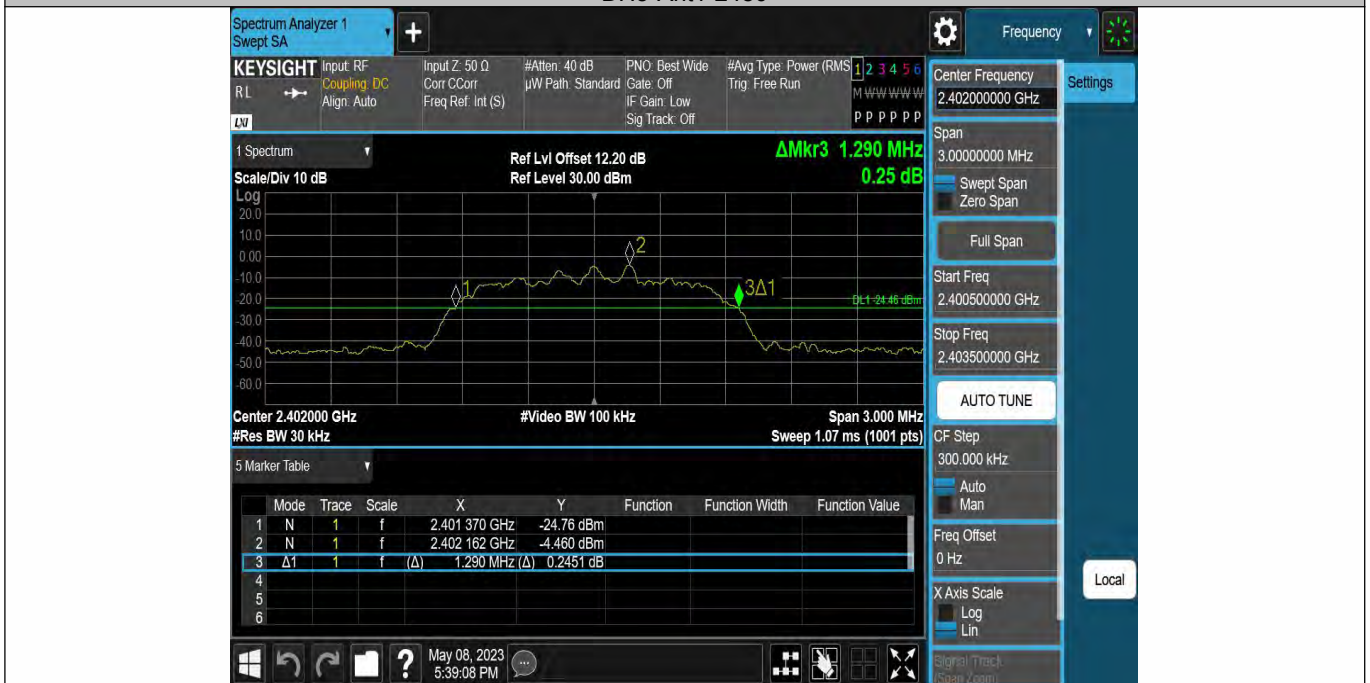 Spectrum Analyzer 1
Swept SA
Frequency
KEYSIGHT
RL
LXI
Input: RF
Coupling: DC
Align: Auto
Input Z: 50 Ω
Corr CCorr
Freq Ref: Int (S)
#Atten: 40 dB
µW Path: Standard
PNO: Best Wide
Gate: Off
IF Gain: Low
Sig Track: Off
#Avg Type: Power (RMS
Trig: Free Run
1 2 3 4 5 6
M W W W W W
P P P P P P
Center Frequency
2.402000000 GHz
Settings
1 Spectrum
Scale/Div 10 dB
Ref Lvl Offset 12.20 dB
Ref Level 30.00 dBm
ΔMkr3 1.290 MHz
0.25 dB
Log
20.0
10.0
0.00
-10.0
-20.0
-30.0
-40.0
-50.0
-60.0
1
2
3Δ1
DL1 -24.46 dBm
Center 2.402000 GHz
#Res BW 30 kHz
#Video BW 100 kHz
Span 3.000 MHz
Sweep 1.07 ms (1001 pts)
Span
3.00000000 MHz
Swept Span
Zero Span
Full Span
Start Freq
2.400500000 GHz
Stop Freq
2.403500000 GHz
AUTO TUNE
CF Step
300.000 kHz
Auto
Man
Freq Offset
0 Hz
X Axis Scale
Log
Lin
Signal Track
(Span Zoom)
Local
5 Marker Table
Mode Trace Scale X Y Function Function Width Function Value
1 N 1 f 2.401 370 GHz -24.76 dBm
2 N 1 f 2.402 162 GHz -4.460 dBm
3 Δ1 1 f (Δ) 1.290 MHz (Δ) 0.2451 dB
4
5
6
?
May 08, 2023
5:39:08 PM